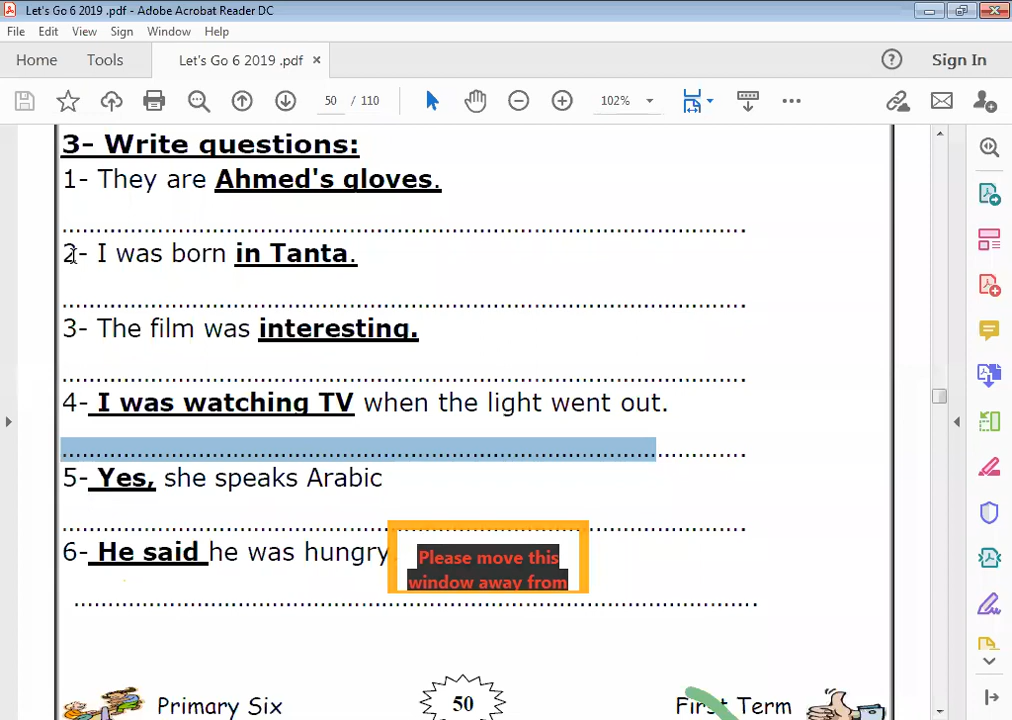 Let's Go 6 2019 .pdf - Adobe Acrobat Reader DC
File Edit View Sign Window Help
Home Tools Let's Go 6 2019 .pdf × Sign In
50 / 110 102%
3- Write questions:
1- They are Ahmed's gloves.
2- I was born in Tanta.
3- The film was interesting.
4- I was watching TV when the light went out.
5- Yes, she speaks Arabic
6- He said he was hungry
Please move this
window away from
Primary Six 50 First Term